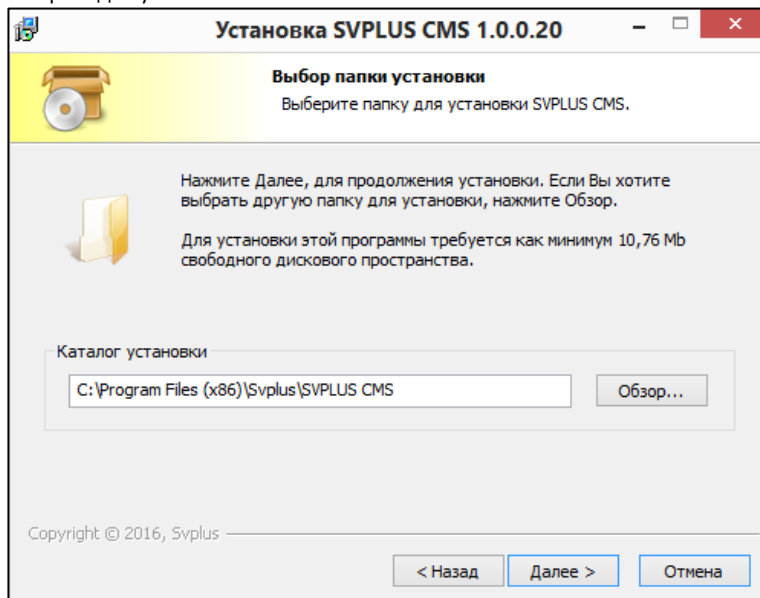 Установка SVPLUS CMS 1.0.0.20
Выбор папки установки
Выберите папку для установки SVPLUS CMS.
Нажмите Далее, для продолжения установки. Если Вы хотите
выбрать другую папку для установки, нажмите Обзор.
Для установки этой программы требуется как минимум 10,76 Mb
свободного дискового пространства.
Каталог установки
C:\Program Files (x86)\Svplus\SVPLUS CMS
Обзор...
Copyright © 2016, Svplus
< Назад
Далее >
Отмена